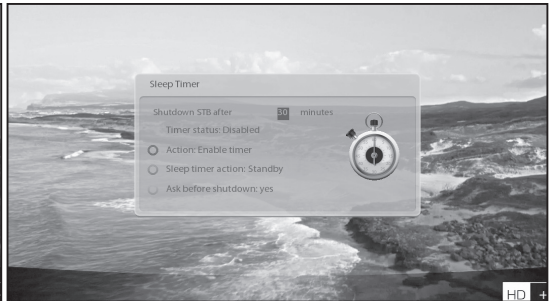 Sleep Timer
Shutdown STB after 30 minutes
Timer status: Disabled
Action: Enable timer
Sleep timer action: Standby
Ask before shutdown: yes
HD +